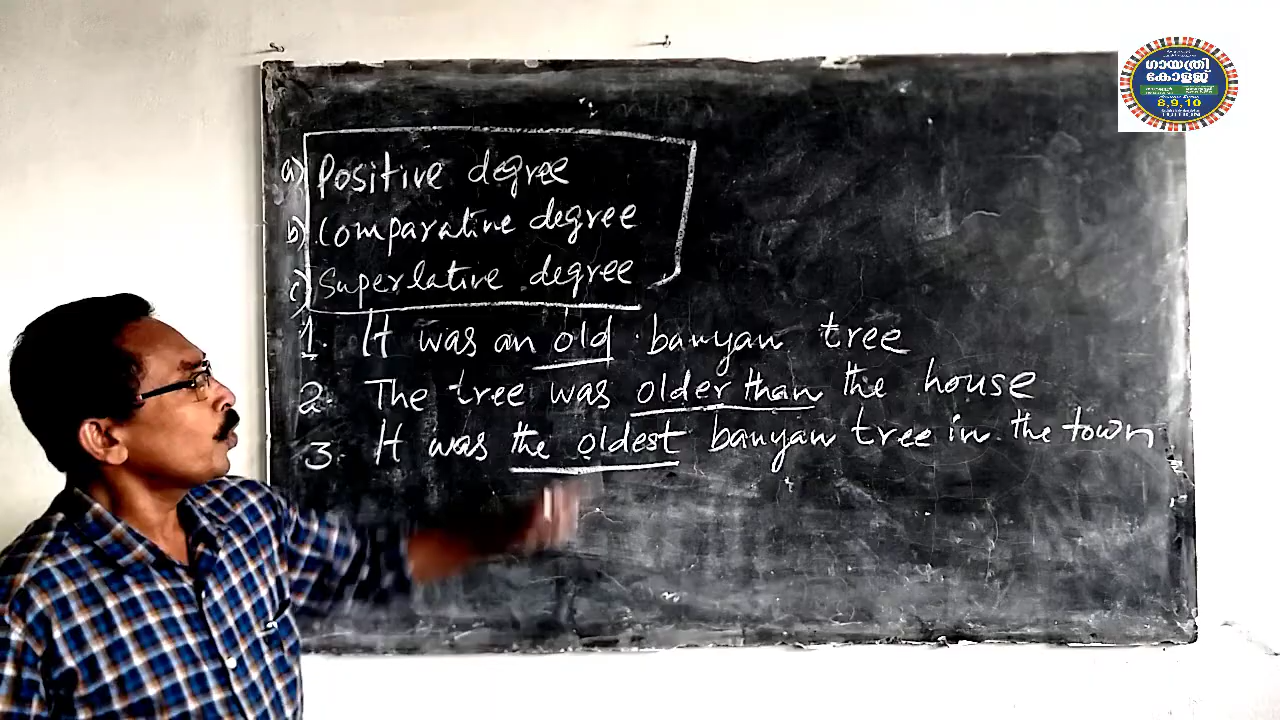 a) Positive degree
b) Comparative degree
c) Superlative degree
1. It was an old banyan tree
2. The tree was older than the house
3. It was the oldest banyan tree in the town
ഗായത്രി
കോളജ്
8,9,10
TUITION